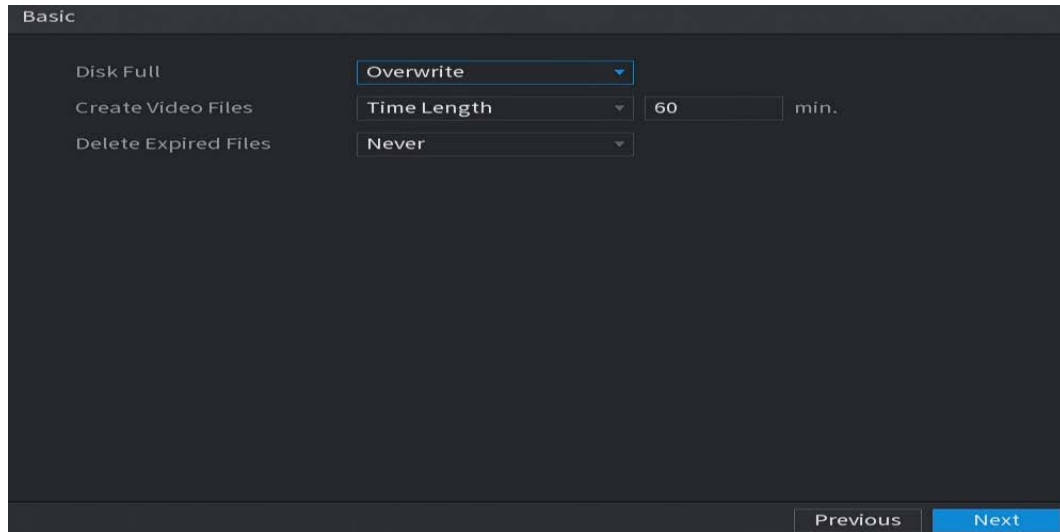 Basic
Disk Full Overwrite
Create Video Files Time Length 60 min.
Delete Expired Files Never
Previous Next